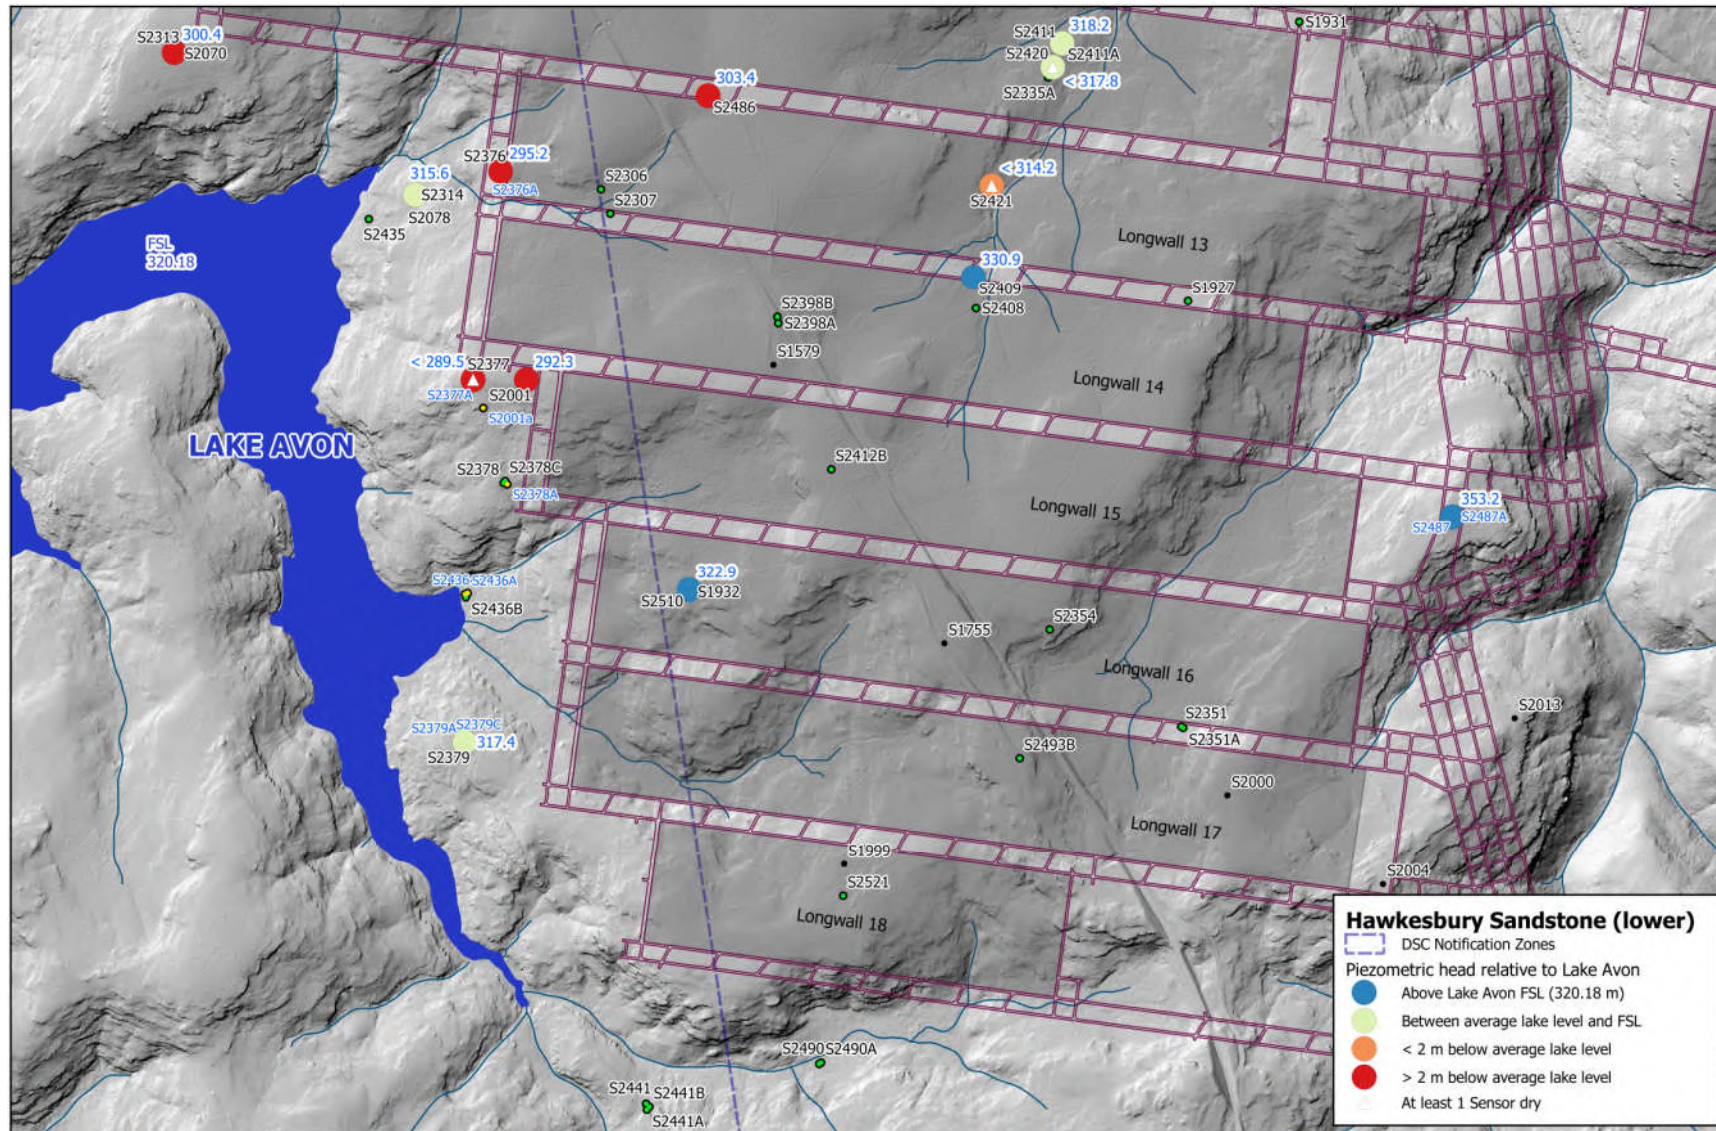 S2313
300.4
S2070
303.4
S2486
S2411
318.2
S2420
S2411A
< 317.8
S2335A
S1931
S2376
295.2
S2376A
315.6
S2314
S2078
S2435
S2306
S2307
< 314.2
S2421
FSL
320.18
Longwall 13
330.9
S2409
S2408
S1927
S2398B
S2398A
S1579
< 289.5
S2377
292.3
S2377A
S2001
S2001a
Longwall 14
LAKE AVON
S2378
S2378C
S2378A
S2412B
Longwall 15
353.2
S2487
S2487A
S2436
S2436A
S2436B
322.9
S2510
S1932
S1755
S2354
Longwall 16
S2379A
S2379C
317.4
S2379
S2351
S2351A
S2013
S2493B
S2000
Longwall 17
S1999
S2521
S2004
Longwall 18
S2490
S2490A
S2441
S2441B
S2441A
Hawkesbury Sandstone (lower)
DSC Notification Zones
Piezometric head relative to Lake Avon
Above Lake Avon FSL (320.18 m)
Between average lake level and FSL
< 2 m below average lake level
> 2 m below average lake level
At least 1 Sensor dry